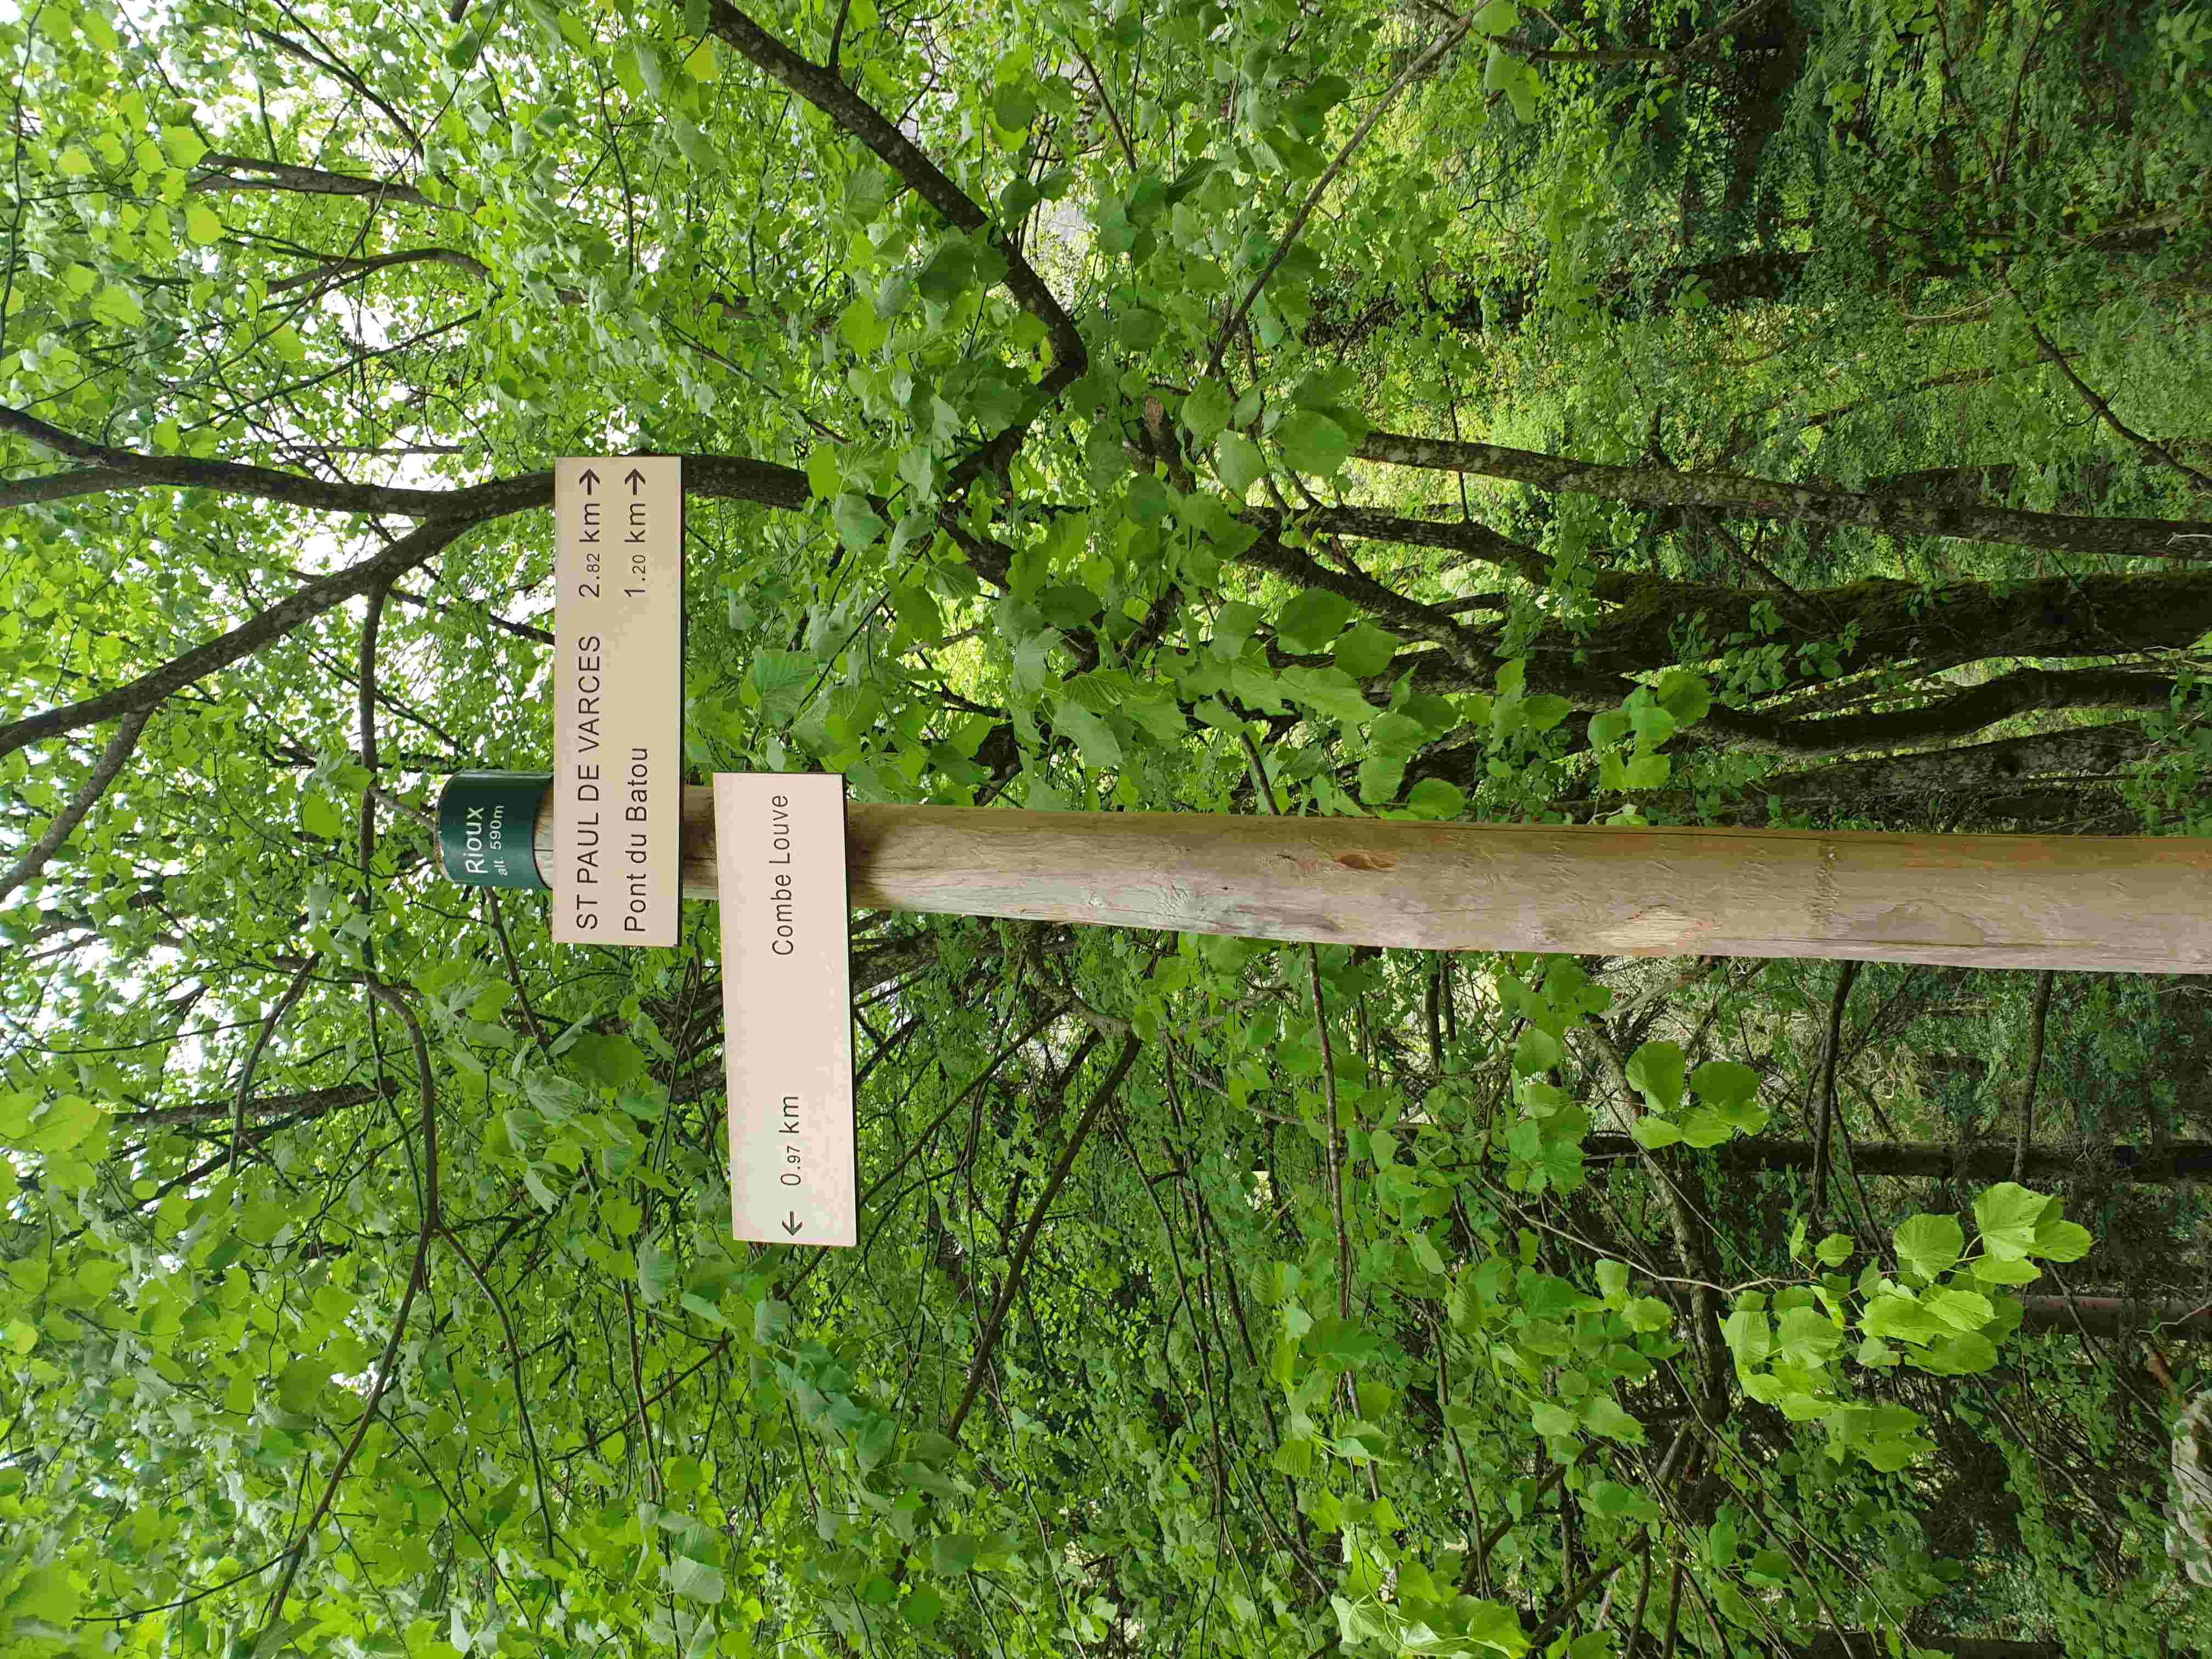 Rioux
alt. 590m
ST PAUL DE VARCES 2.82 km →
Pont du Batou 1.20 km →
← 0.97 km Combe Louve